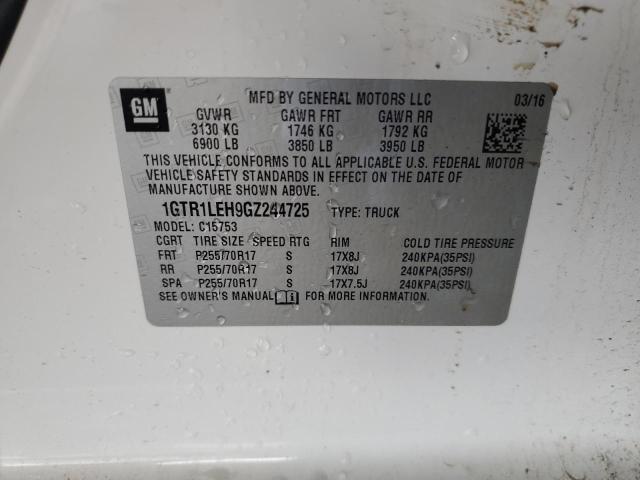 GM
MFD BY GENERAL MOTORS LLC 03/16
GVWR GAWR FRT GAWR RR
3130 KG 1746 KG 1792 KG
6900 LB 3850 LB 3950 LB
THIS VEHICLE CONFORMS TO ALL APPLICABLE U.S. FEDERAL MOTOR
VEHICLE SAFETY STANDARDS IN EFFECT ON THE DATE OF
MANUFACTURE SHOWN ABOVE.
1GTR1LEH9GZ244725 TYPE: TRUCK
MODEL: C15753
CGRT TIRE SIZE SPEED RTG RIM COLD TIRE PRESSURE
FRT P255/70R17 S 17X8J 240KPA(35PSI)
RR P255/70R17 S 17X8J 240KPA(35PSI)
SPA P255/70R17 S 17X7.5J 240KPA(35PSI)
SEE OWNER'S MANUAL FOR MORE INFORMATION.